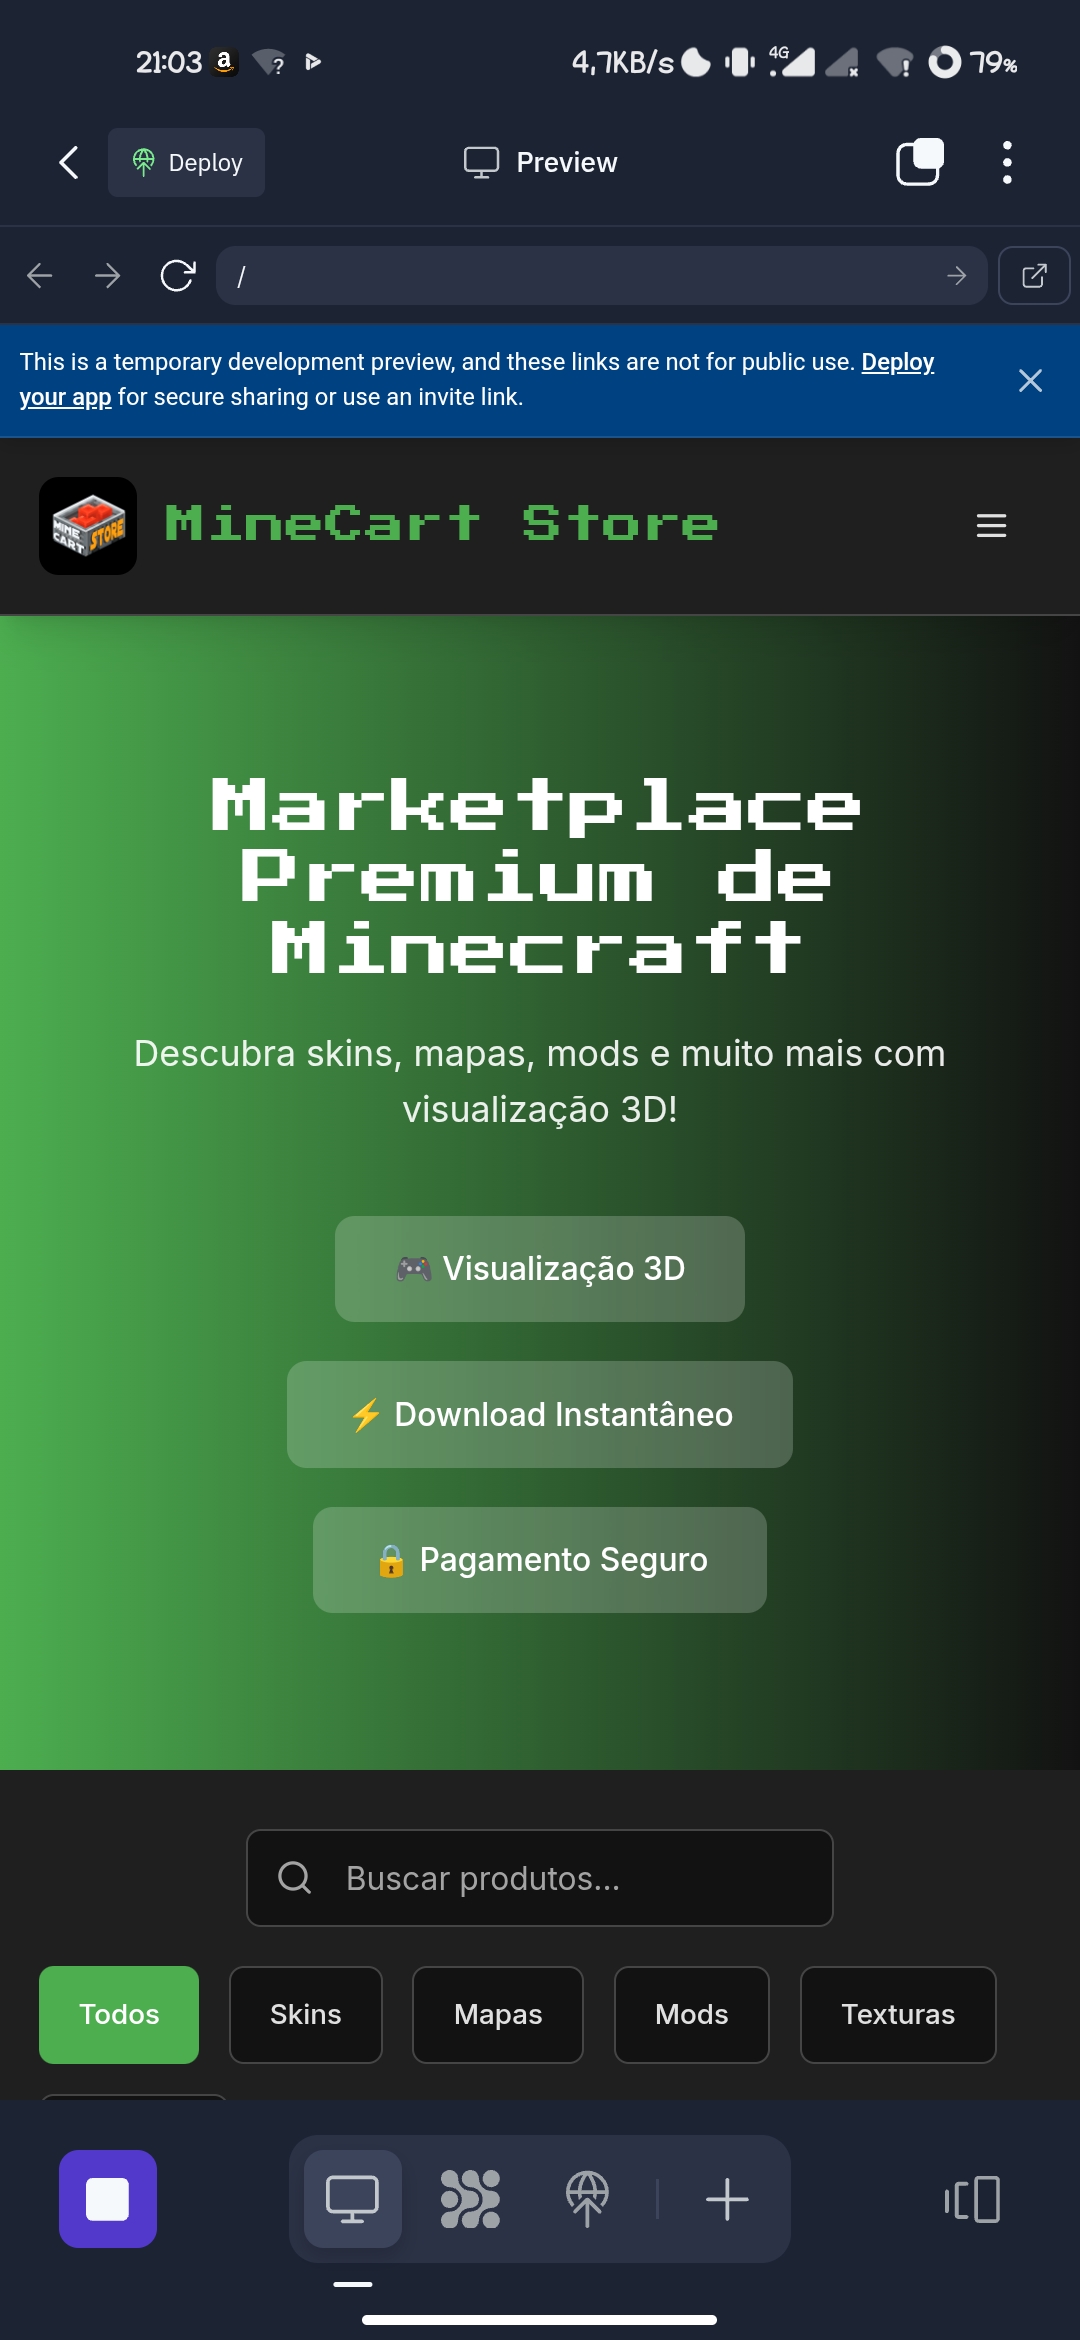 21:03 4,7KB/s 4G 79%
Deploy Preview
/
This is a temporary development preview, and these links are not for public use. Deploy
your app for secure sharing or use an invite link.
MINE CART STORE
MineCart Store
Marketplace
Premium de
Minecraft
Descubra skins, mapas, mods e muito mais com
visualização 3D!
🎮 Visualização 3D
⚡ Download Instantâneo
🔒 Pagamento Seguro
Buscar produtos...
Todos Skins Mapas Mods Texturas